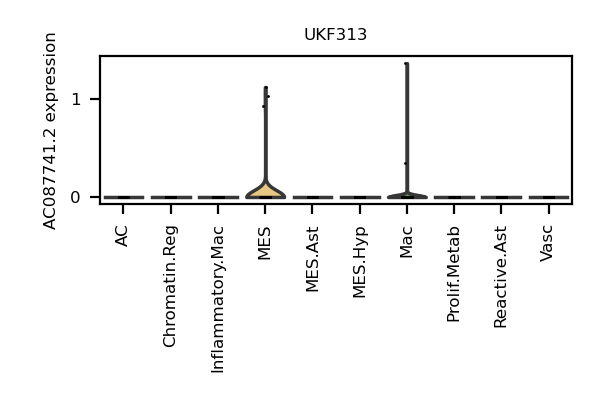 UKF313
AC087741.2 expression
1
0
AC
Chromatin.Reg
Inflammatory.Mac
MES
MES.Ast
MES.Hyp
Mac
Prolif.Metab
Reactive.Ast
Vasc